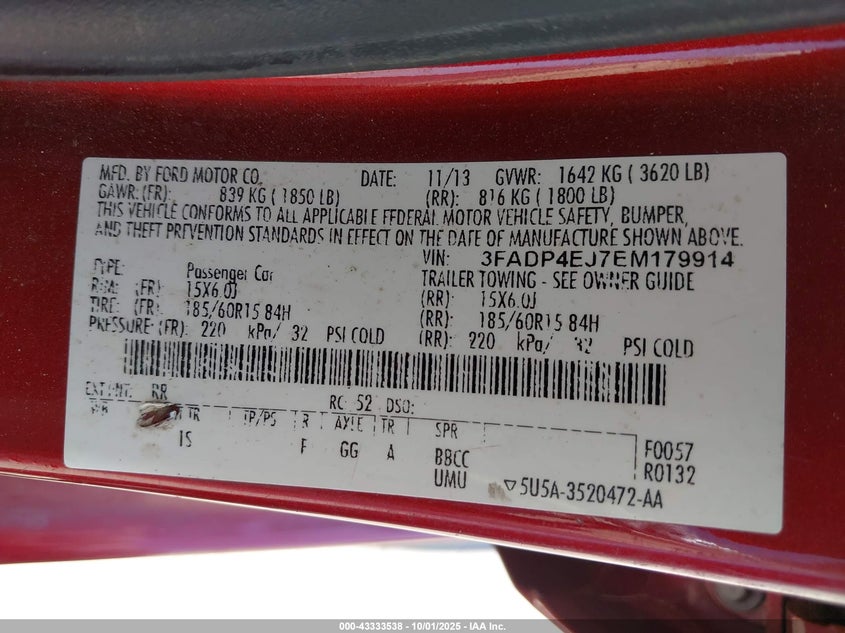 MFD. BY FORD MOTOR CO. DATE: 11/13 GVWR: 1642 KG ( 3620 LB)
GAWR: (FR): 839 KG ( 1850 LB) (RR): 816 KG ( 1800 LB)
THIS VEHICLE CONFORMS TO ALL APPLICABLE FEDERAL MOTOR VEHICLE SAFETY, BUMPER,
AND THEFT PREVENTION STANDARDS IN EFFECT ON THE DATE OF MANUFACTURE SHOWN ABOVE.
VIN: 3FADP4EJ7EM179914
TYPE: Passenger Car TRAILER TOWING - SEE OWNER GUIDE
RIM: (FR): 15X6.0J (RR): 15X6.0J
TIRE: (FR): 185/60R15 84H (RR): 185/60R15 84H
PRESSURE: (FR): 220 kPa/ 32 PSI COLD (RR): 220 kPa/ 32 PSI COLD
EXT PNT: RR RC: 52 DSO:
WB TR TP/PS R AXLE TR SPR F0057
IS F GG A BBCC R0132
UMU ▽5U5A-3520472-AA
000-43333538 - 10/01/2025 - IAA Inc.